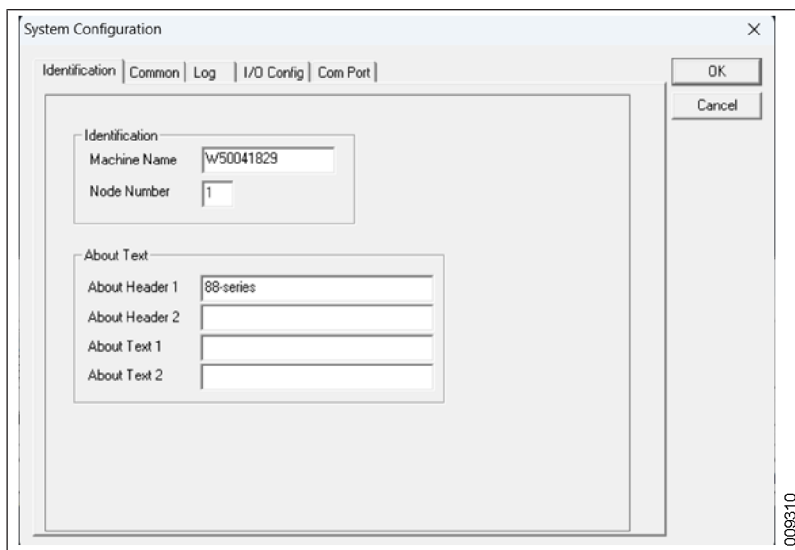 System Configuration
Identification Common Log I/O Config Com Port
OK
Cancel
Identification
Machine Name W50041829
Node Number 1
About Text
About Header 1 88-series
About Header 2
About Text 1
About Text 2
009310